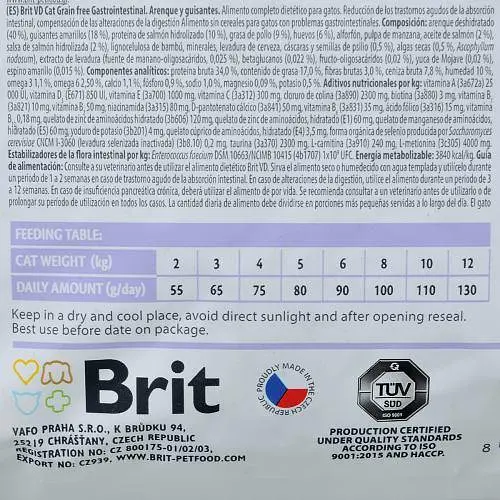 (ES) Brit VD Cat Grain free Gastrointestinal. Arenque y guisantes. Alimento completo dietético para gatos. Reducción de los trastornos agudos de la absorción
intestinal, compensación de las alteraciones de la digestión Alimento sólo cereales para gatos con problemas gastrointestinales. Composición: arenque deshidratado
(40 %), guisantes amarillos (18 %), proteína de salmón hidrolizado (10 %), grasa de pollo (9 %), huevos (6 %), alforfón, pulpa de manzana, aceite de salmón (2 %),
salsa de salmón hidrolizada (2 %), lignocelulosa de bambú, minerales, levadura de cerveza, cáscaras y semillas de psilio (0,5 %), algas secas (0,5 %, Ascophyllum
nodosum), extracto de levadura (fuente de manano-oligosacáridos, 0,025 %), betaglucanos (0,022 %), fructo-oligosacáridos (0,02 %), yuca de Mojave (0,02 %),
espino amarillo (0,015 %). Componentes analíticos: proteína bruta 34,0 %, contenido de grasa 17,0 %, fibras brutas 3,0 %, ceniza bruta 7,8 %, humedad 10 %,
omega 3 1,1 %, omega 6 2,50 %, calcio 1,1 %, fósforo 0,9 %, sodio 1,0 %, magnesio 0,09 %, potasio 0,5 %. Aditivos nutricionales por kg: vitamina A (3a672a) 25
000 UI, vitamina D₃ (E671) 850 UI, vitamina E (3a700) 1000 mg, vitamina C (3a312) 300 mg, cloruro de colina (3a890) 2300 mg, biotina (3a880) 3 mg, vitamina B₁
(3a821) 10 mg, vitamina B₂ 50 mg, niacinamida (3a315) 80 mg, D-pantotenato cálcico (3a841) 50 mg, vitamina B₆ (3a831) 35 mg, ácido fólico (3a316) 15 mg, vitamina
B₁₂ 0,18 mg, quelato de zinc de aminoácidos hidratado (3b606) 120 mg, quelato de zinc de aminoácidos, hidratado (E1) 60 mg, quelato de manganeso de aminoácidos,
hidratado (E5) 60 mg, yoduro de potasio (3b201) 4 mg, quelato cúprico de aminoácidos, hidratado (E4) 3,5 mg, forma orgánica de selenio producida por Saccharomyces
cerevisiae CNCM I-3060 (levadura selenizada inactivada) (3b8.10) 0,2 mg, taurina (3a370) 2300 mg, L-carnitina (3a910) 240 mg, L-metionina (3c305) 4000 mg.
Estabilizadores de la flora intestinal por kg: Enterococcus faecium DSM 10663/NCIMB 10415 (4b1707) 1x10⁹ UFC. Energía metabolizable: 3840 kcal/kg. Guía
de alimentación: Consulte a su veterinario antes de utilizar el alimento dietético Brit VD. Sirva el alimento seco o humedecido con agua templada y utilícelo durante
un periodo de 1 a 2 semanas en caso de trastorno agudo de la absorción intestinal. En caso de alteraciones de la digestión, utilice el alimento durante un periodo de 3
a 12 semanas. En caso de insuficiencia pancreática crónica, deberá utilizar el alimento de por vida. Se recomienda consultar a un veterinario antes de utilizarlo o de
prolongar su periodo de utilización en todos los casos. La cantidad diaria de alimento debe dividirse en porciones más pequeñas servidas a lo largo del día. El gato
FEEDING TABLE:
CAT WEIGHT (kg) 2 3 4 5 6 8 10 12
DAILY AMOUNT (g/day) 55 65 75 80 90 100 110 130
Keep in a dry and cool place, avoid direct sunlight and after opening reseal.
Best use before date on package.
Brit
PROUDLY MADE IN
THE CZECH REPUBLIC
TÜV
SÜD
ISO 9001
VAFO PRAHA S.R.O., K BRŮDKU 94,
25219 CHRÁŠŤANY, CZECH REPUBLIC
REGISTRATION NO: CZ 800175-01/02/03,
EXPORT NO: CZ939, WWW.BRIT-PETFOOD.COM
PRODUCTION CERTIFIED
UNDER QUALITY STANDARDS
ACCORDING TO ISO
9001:2015 AND HACCP.
8